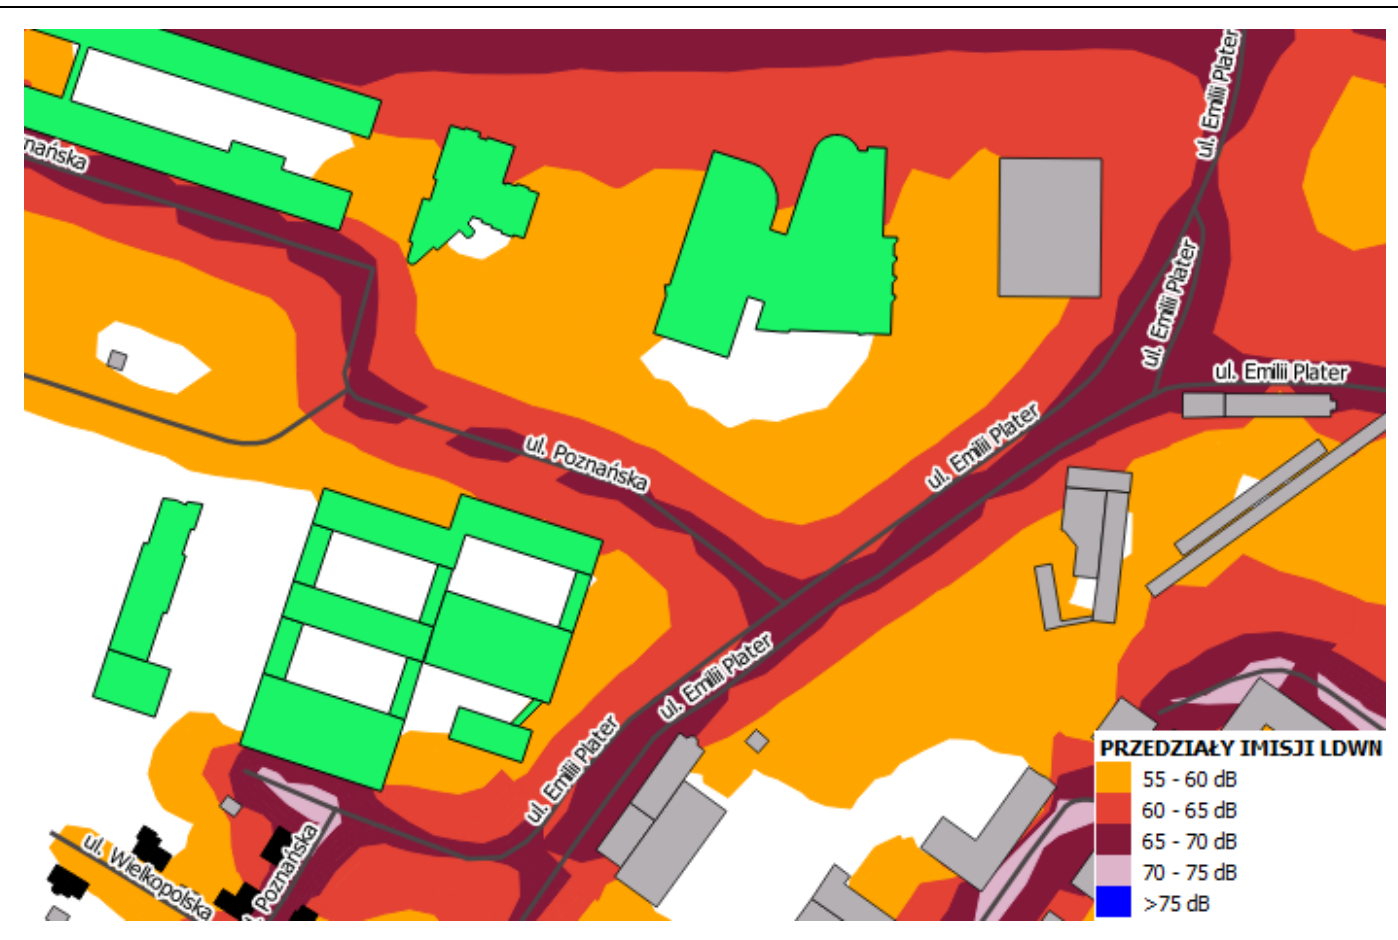 ul. Emilii Plater
nańska
ul. Emilii Plater
ul. Emilii Plater
ul. Emilii Plater
ul. Poznańska
ul. Emilii Plater
ul. Emilii Plater
PRZEDZIAŁY IMISJI LDWN
55 - 60 dB
60 - 65 dB
65 - 70 dB
70 - 75 dB
>75 dB
ul. Wielkopolska
l. Poznańska